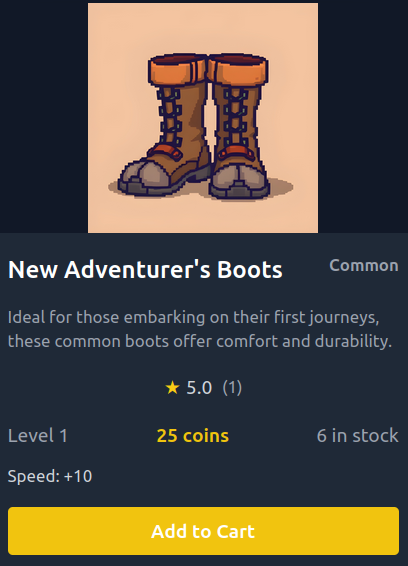 New Adventurer's Boots
Common
Ideal for those embarking on their first journeys,
these common boots offer comfort and durability.
★ 5.0 (1)
Level 1
25 coins
6 in stock
Speed: +10
Add to Cart